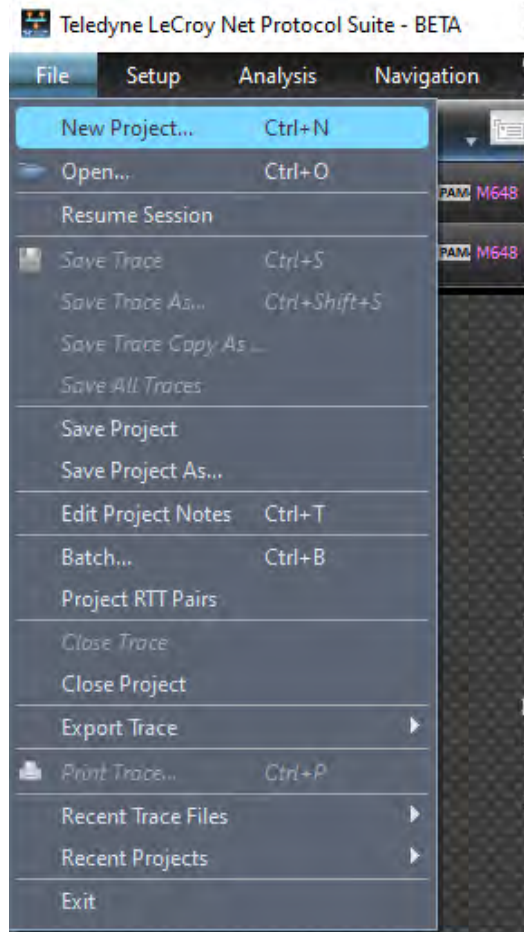 Teledyne LeCroy Net Protocol Suite - BETA
File Setup Analysis Navigation
New Project... Ctrl+N
Open... Ctrl+O
PAM4 M648
Resume Session
Save Trace Ctrl+S
PAM4 M648
Save Trace As... Ctrl+Shift+S
Save Trace Copy As ...
Save All Traces
Save Project
Save Project As...
Edit Project Notes Ctrl+T
Batch... Ctrl+B
Project RTT Pairs
Close Trace
Close Project
Export Trace
Print Trace... Ctrl+P
Recent Trace Files
Recent Projects
Exit